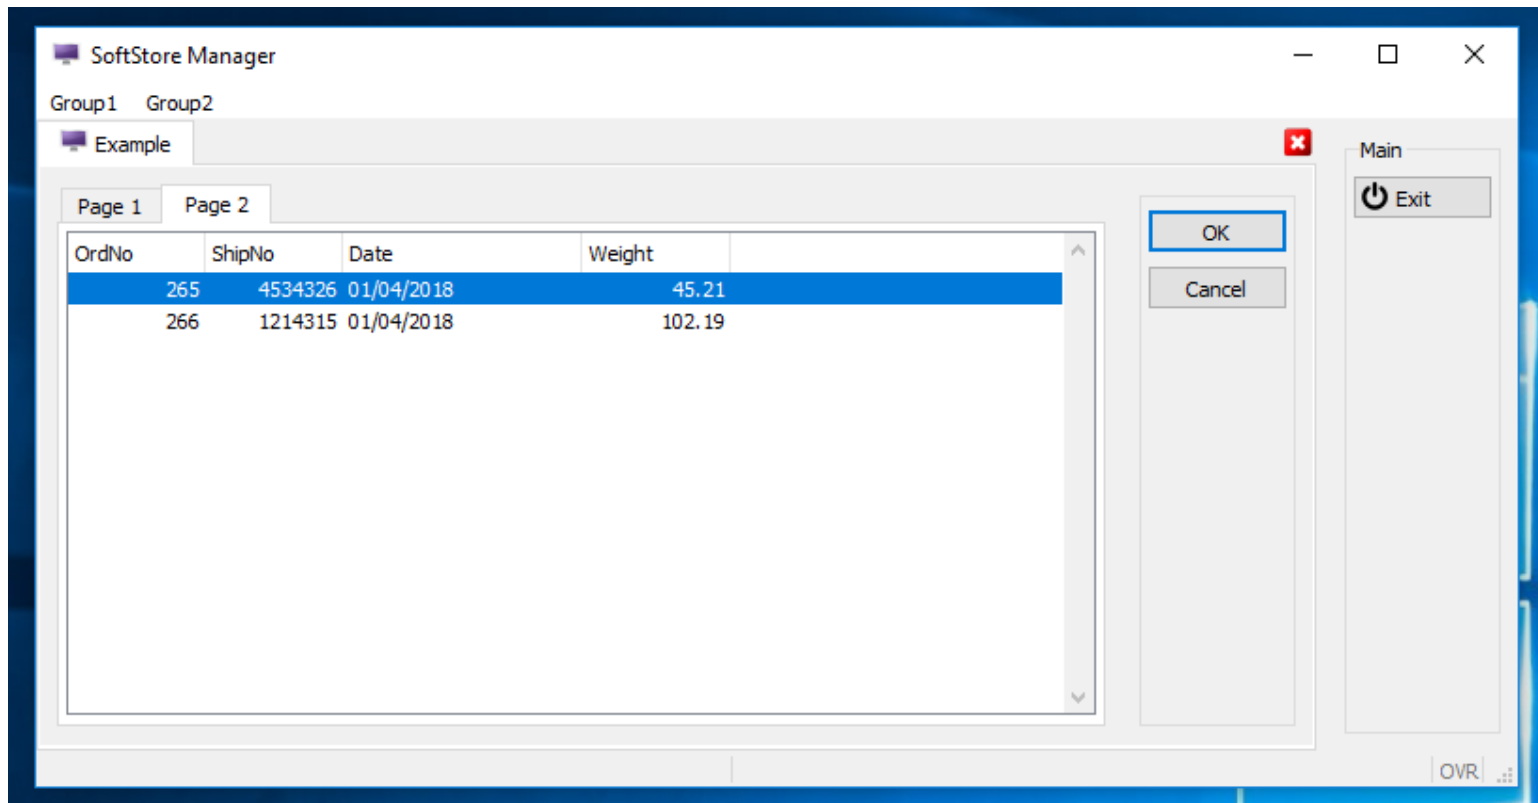 SoftStore Manager
Group1 Group2
Example
Main
Exit
Page 1 Page 2
OK
Cancel
OrdNo ShipNo Date Weight
265 4534326 01/04/2018 45.21
266 1214315 01/04/2018 102.19
OVR